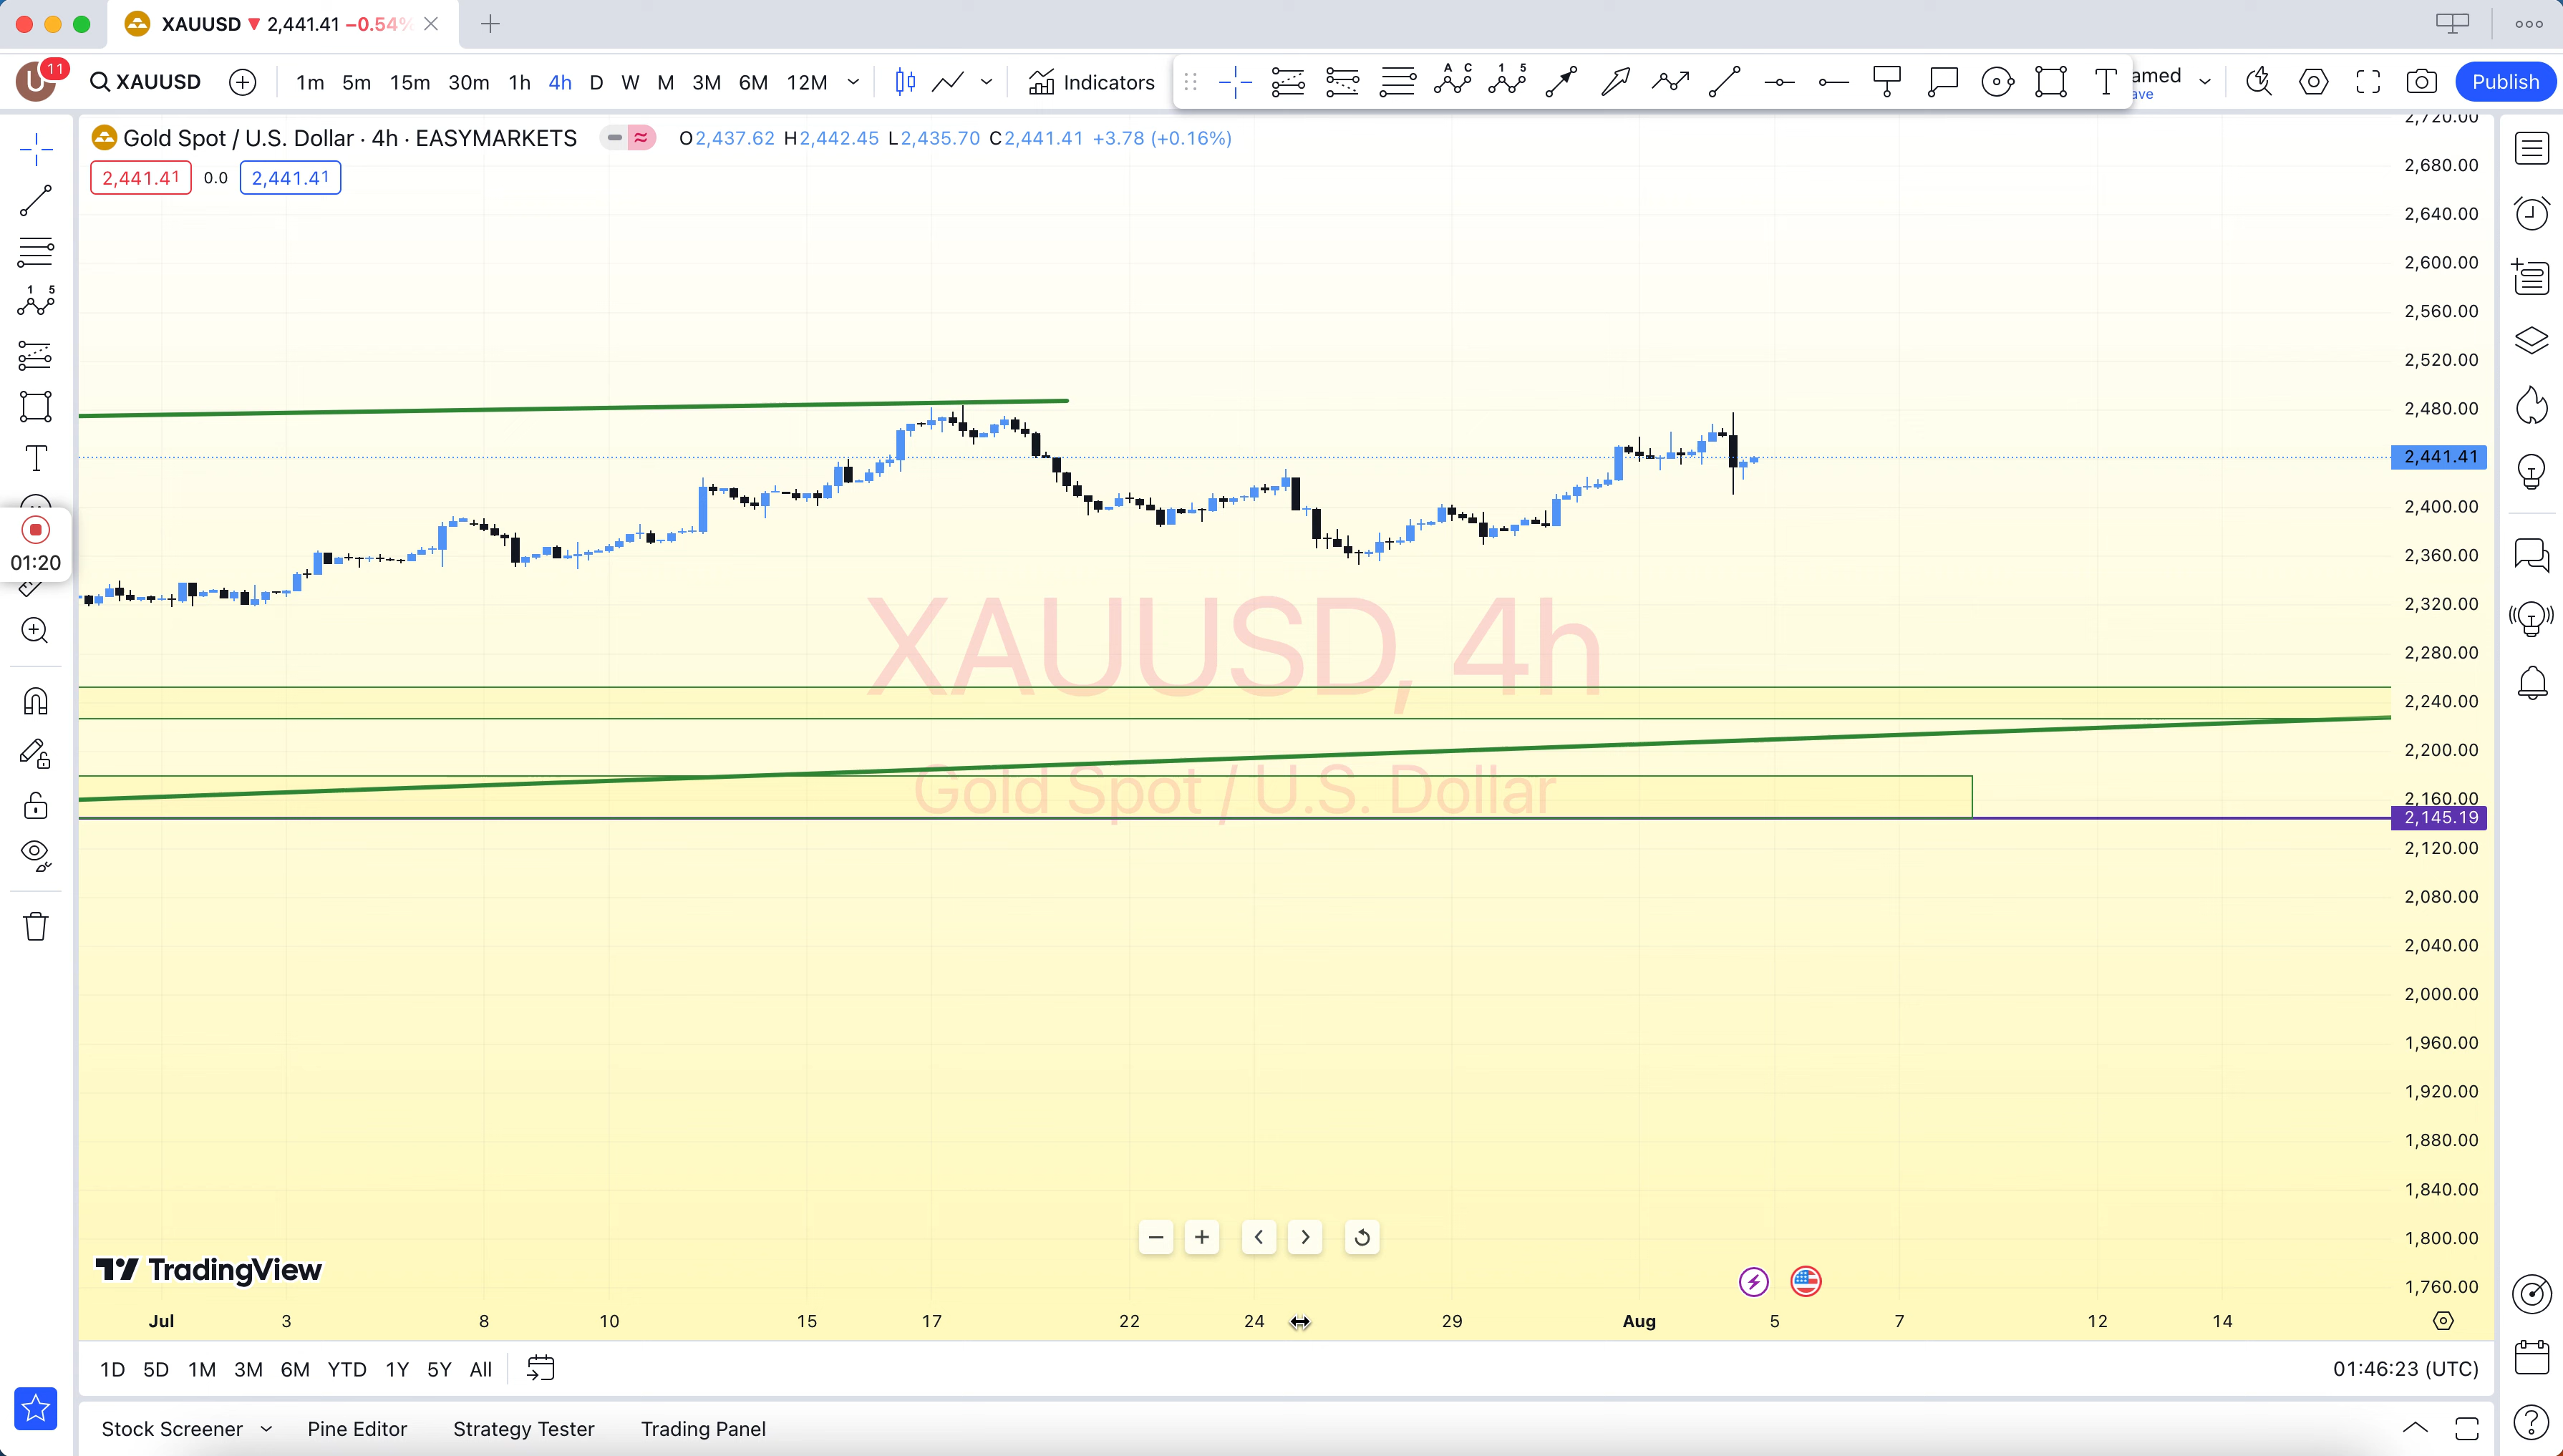 XAUUSD ▼ 2,441.41 −0.54%
U 11 XAUUSD 1m 5m 15m 30m 1h 4h D W M 3M 6M 12M Indicators amed Publish
ave
Gold Spot / U.S. Dollar · 4h · EASYMARKETS O2,437.62 H2,442.45 L2,435.70 C2,441.41 +3.78 (+0.16%)
2,441.41 0.0 2,441.41
2,720.00
2,680.00
2,640.00
2,600.00
2,560.00
2,520.00
2,480.00
2,441.41
2,400.00
2,360.00
2,320.00
2,280.00
2,240.00
2,200.00
2,160.00
2,145.19
2,120.00
2,080.00
2,040.00
2,000.00
1,960.00
1,920.00
1,880.00
1,840.00
1,800.00
1,760.00
01:20
XAUUSD, 4h
Gold Spot / U.S. Dollar
TradingView
Jul 3 8 10 15 17 22 24 29 Aug 5 7 12 14
1D 5D 1M 3M 6M YTD 1Y 5Y All 01:46:23 (UTC)
Stock Screener Pine Editor Strategy Tester Trading Panel